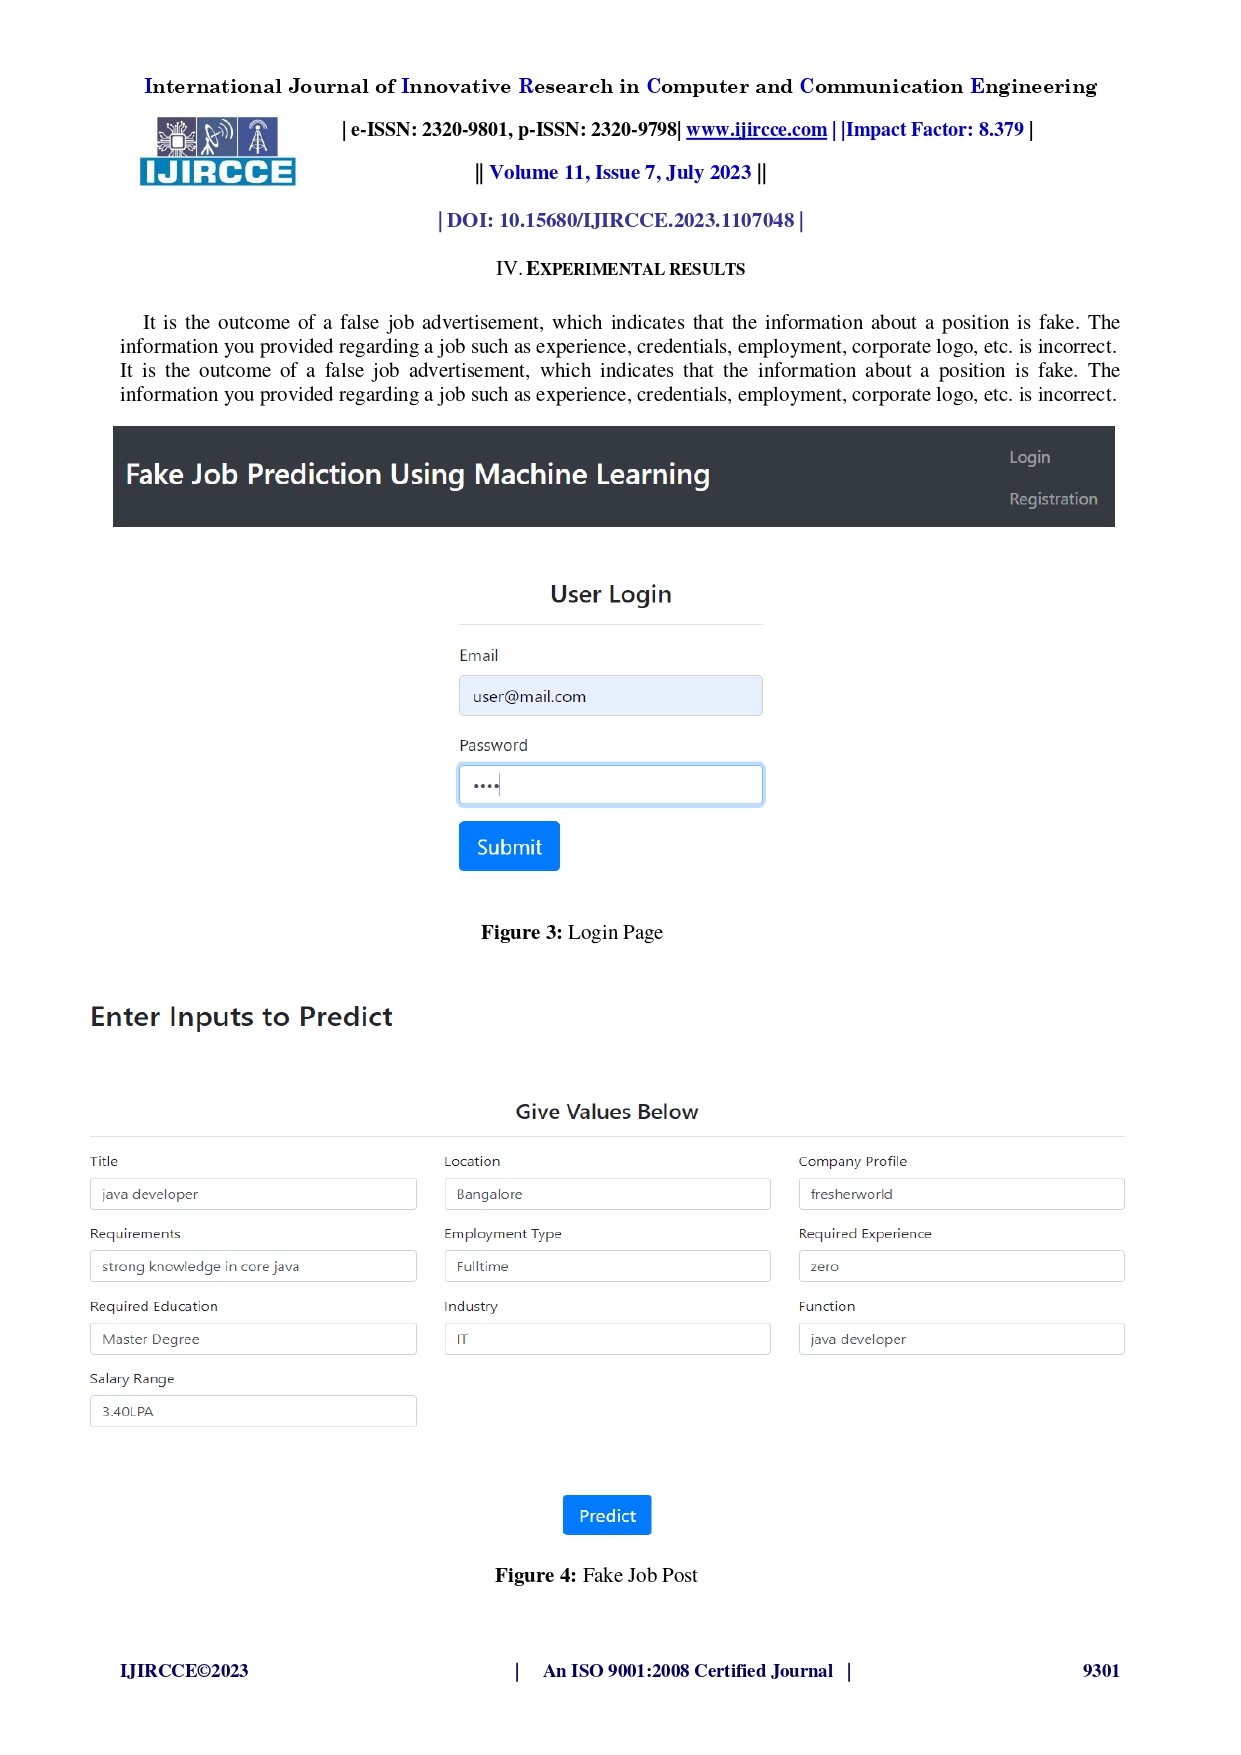 International Journal of Innovative Research in Computer and Communication Engineering
| e-ISSN: 2320-9801, p-ISSN: 2320-9798| www.ijircce.com | |Impact Factor: 8.379 |
IJIRCCE
|| Volume 11, Issue 7, July 2023 ||
| DOI: 10.15680/IJIRCCE.2023.1107048 |
IV. EXPERIMENTAL RESULTS
It is the outcome of a false job advertisement, which indicates that the information about a position is fake. The
information you provided regarding a job such as experience, credentials, employment, corporate logo, etc. is incorrect.
It is the outcome of a false job advertisement, which indicates that the information about a position is fake. The
information you provided regarding a job such as experience, credentials, employment, corporate logo, etc. is incorrect.
Fake Job Prediction Using Machine Learning
Login
Registration
User Login
Email
user@mail.com
Password
••••
Submit
Figure 3: Login Page
Enter Inputs to Predict
Give Values Below
Title Location Company Profile
java developer Bangalore fresherworld
Requirements Employment Type Required Experience
strong knowledge in core java Fulltime zero
Required Education Industry Function
Master Degree IT java developer
Salary Range
3.40LPA
Predict
Figure 4: Fake Job Post
IJIRCCE©2023 | An ISO 9001:2008 Certified Journal | 9301